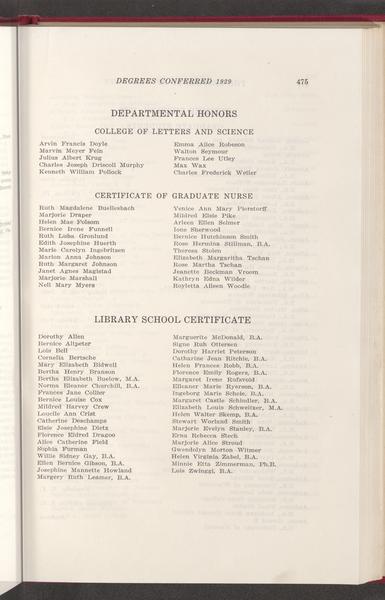 DEGREES CONFERRED 1929 475
DEPARTMENTAL HONORS
COLLEGE OF LETTERS AND SCIENCE
Arvin Francis Doyle
Marvin Meyer Fein
Julius Albert Krug
Charles Joseph Driscoll Murphy
Kenneth William Pollock
Emma Alice Robeson
Walton Seymour
Frances Lee Utley
Max Wax
Charles Frederick Weller
CERTIFICATE OF GRADUATE NURSE
Ruth Magdalene Buellesbach
Marjorie Draper
Helen Mae Folsom
Bernice Irene Funnell
Ruth Luba Gronlund
Edith Josephine Huerth
Marie Carolyn Ingebritsen
Marion Anna Johnson
Ruth Margaret Johnson
Janet Agnes Magistad
Marjorie Marshall
Nell Mary Myers
Venice Ann Mary Fierstorff
Mildred Elsie Pike
Arleen Ellen Selmer
Ione Sherwood
Bernice Hutchinson Smith
Rose Hermina Stillman, B.A.
Theresa Stolen
Elizabeth Margaritha Tschan
Rose Martha Tschan
Jeanette Beckman Vroom
Kathryn Edna Wilder
Royletta Aileen Woodle
LIBRARY SCHOOL CERTIFICATE
Dorothy Allen
Bernice Altpeter
Lois Bell
Cornelia Bertsche
Mary Elizabeth Bidwell
Bertha Henry Branson
Bertha Elizabeth Buelow, M.A.
Norma Eleanor Churchill, B.A.
Frances Jane Collier
Bernice Louise Cox
Mildred Harvey Crew
Louelle Ann Crist
Catherine Deschamps
Elsie Josephine Dietz
Florence Eldred Dragoo
Alice Catherine Field
Sophia Furman
Willie Sidney Gay, B.A.
Ellen Bernice Gibson, B.A.
Josephine Mannette Howland
Margery Ruth Leamer, B.A.
Marguerite McDonald, B.A.
Signe Ruh Ottersen
Dorothy Harriet Peterson
Catharine Jean Ritchie, B.A.
Helen Frances Robb, B.A.
Florence Emily Rogers, B.A.
Margaret Irene Rufsvold
Elleaner Marie Ryerson, B.A.
Ingeborg Marie Scheie, B.A.
Margaret Castle Schindler, B.A.
Elizabeth Louis Schweitzer, M.A.
Helen Walter Skemp, B.A.
Stewart Worland Smith
Marjorie Evelyn Stanley, B.A.
Erna Rebecca Stech
Marjorie Alice Stroud
Gwendolyn Morton Witmer
Helen Virginia Zabel, B.A.
Minnie Etta Zimmerman, Ph.B.
Lois Zwinggi, B.A.